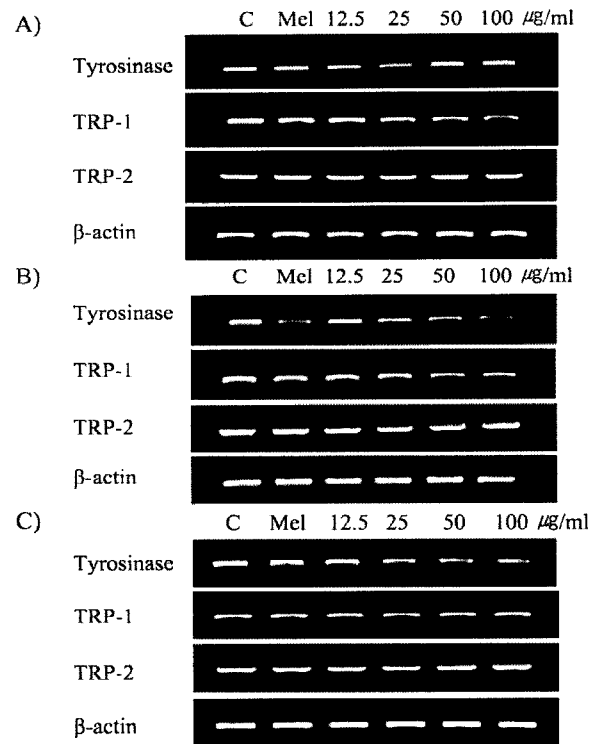 A)
C Mel 12.5 25 50 100 µg/ml
Tyrosinase
TRP-1
TRP-2
β-actin
B)
C Mel 12.5 25 50 100 µg/ml
Tyrosinase
TRP-1
TRP-2
β-actin
C)
C Mel 12.5 25 50 100 µg/ml
Tyrosinase
TRP-1
TRP-2
β-actin